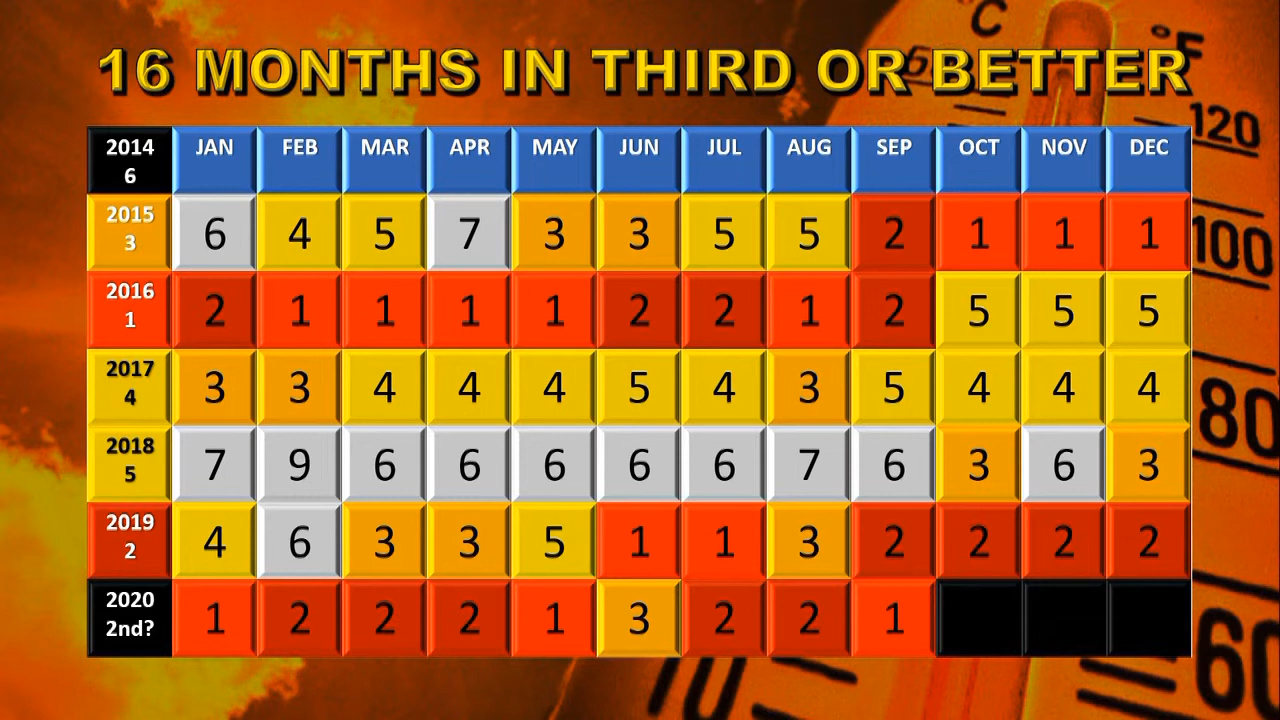 16 MONTHS IN THIRD OR BETTER
°C °F
2014 JAN FEB MAR APR MAY JUN JUL AUG SEP OCT NOV DEC
6
2015
3 6 4 5 7 3 3 5 5 2 1 1 1
2016
1 2 1 1 1 1 2 2 1 2 5 5 5
2017
4 3 3 4 4 4 5 4 3 5 4 4 4
2018
5 7 9 6 6 6 6 6 7 6 3 6 3
2019
2 4 6 3 3 5 1 1 3 2 2 2 2
2020
2nd? 1 2 2 2 1 3 2 2 1
120
100
80
60